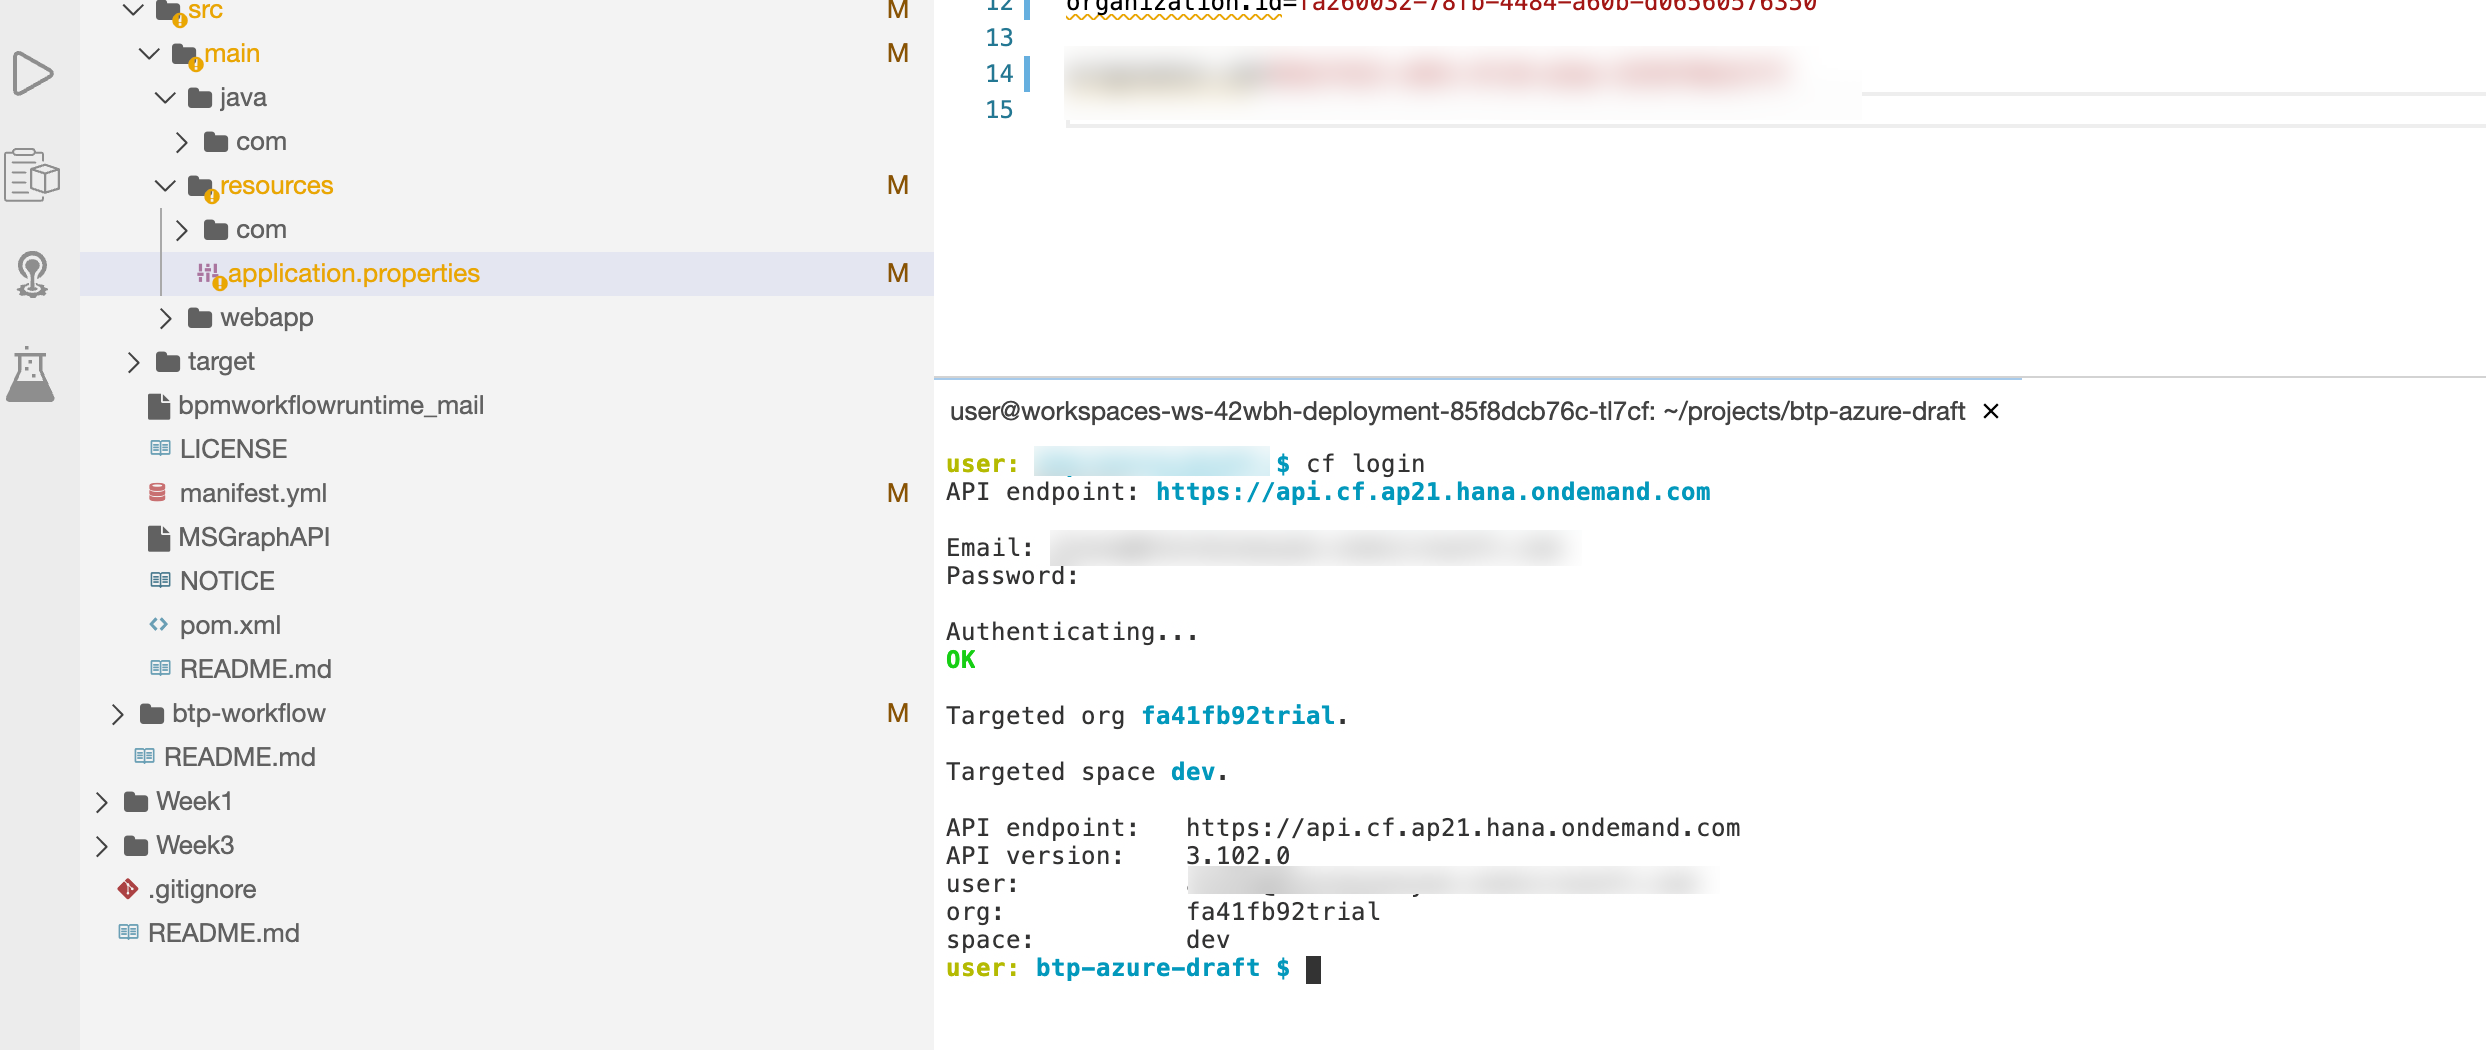 src M
main M
java
com
resources M
com
application.properties M
webapp
target
bpmworkflowruntime_mail
LICENSE
manifest.yml M
MSGraphAPI
NOTICE
pom.xml
README.md
btp-workflow M
README.md
Week1
Week3
.gitignore
README.md
12 organization.id=fa260032-78fb-4484-a60b-d06560576350
13
14
15
user@workspaces-ws-42wbh-deployment-85f8dcb76c-tl7cf: ~/projects/btp-azure-draft ×
user: $ cf login
API endpoint: https://api.cf.ap21.hana.ondemand.com
Email:
Password:
Authenticating...
OK
Targeted org fa41fb92trial.
Targeted space dev.
API endpoint: https://api.cf.ap21.hana.ondemand.com
API version: 3.102.0
user:
org: fa41fb92trial
space: dev
user: btp-azure-draft $